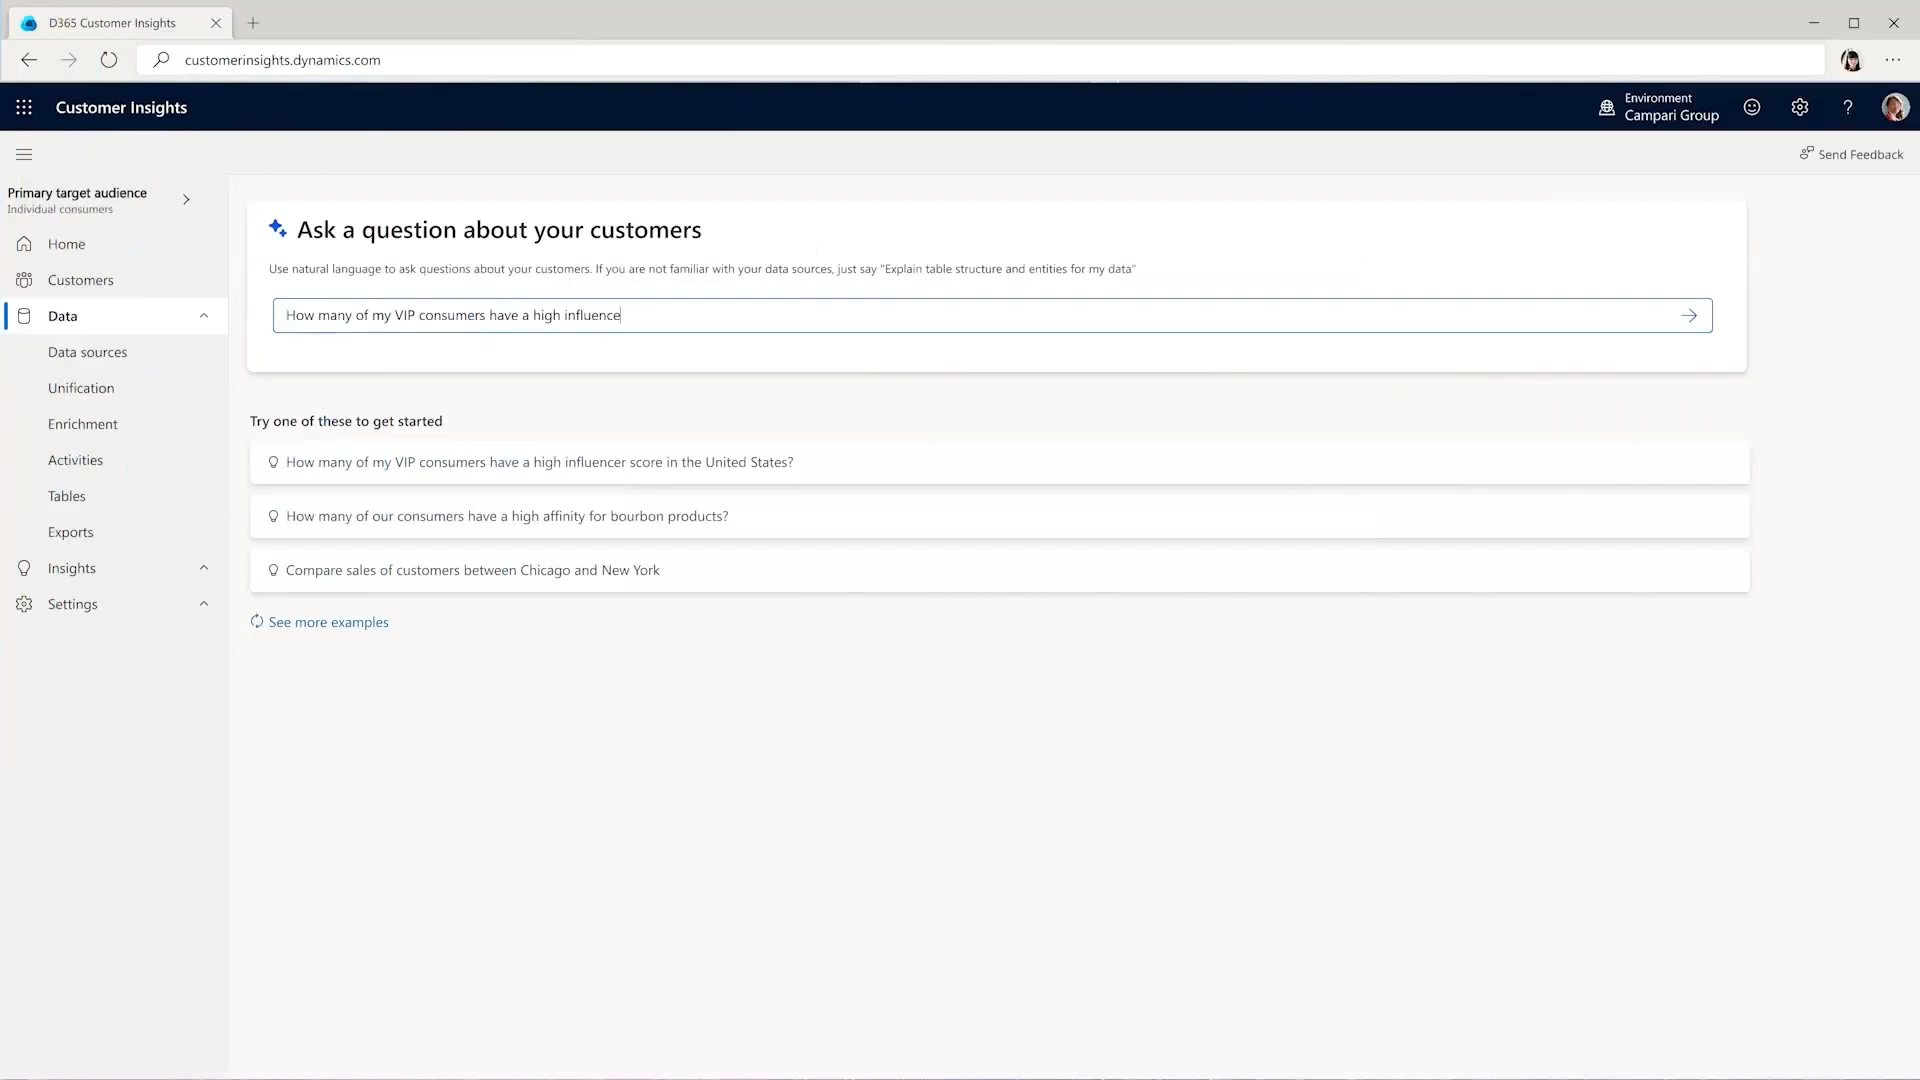 D365 Customer Insights
customerinsights.dynamics.com
Customer Insights
Environment
Campari Group
?
Send Feedback
Primary target audience
Individual consumers
Home
Customers
Data
Data sources
Unification
Enrichment
Activities
Tables
Exports
Insights
Settings
Ask a question about your customers
Use natural language to ask questions about your customers. If you are not familiar with your data sources, just say "Explain table structure and entities for my data"
How many of my VIP consumers have a high influence
Try one of these to get started
How many of my VIP consumers have a high influencer score in the United States?
How many of our consumers have a high affinity for bourbon products?
Compare sales of customers between Chicago and New York
See more examples